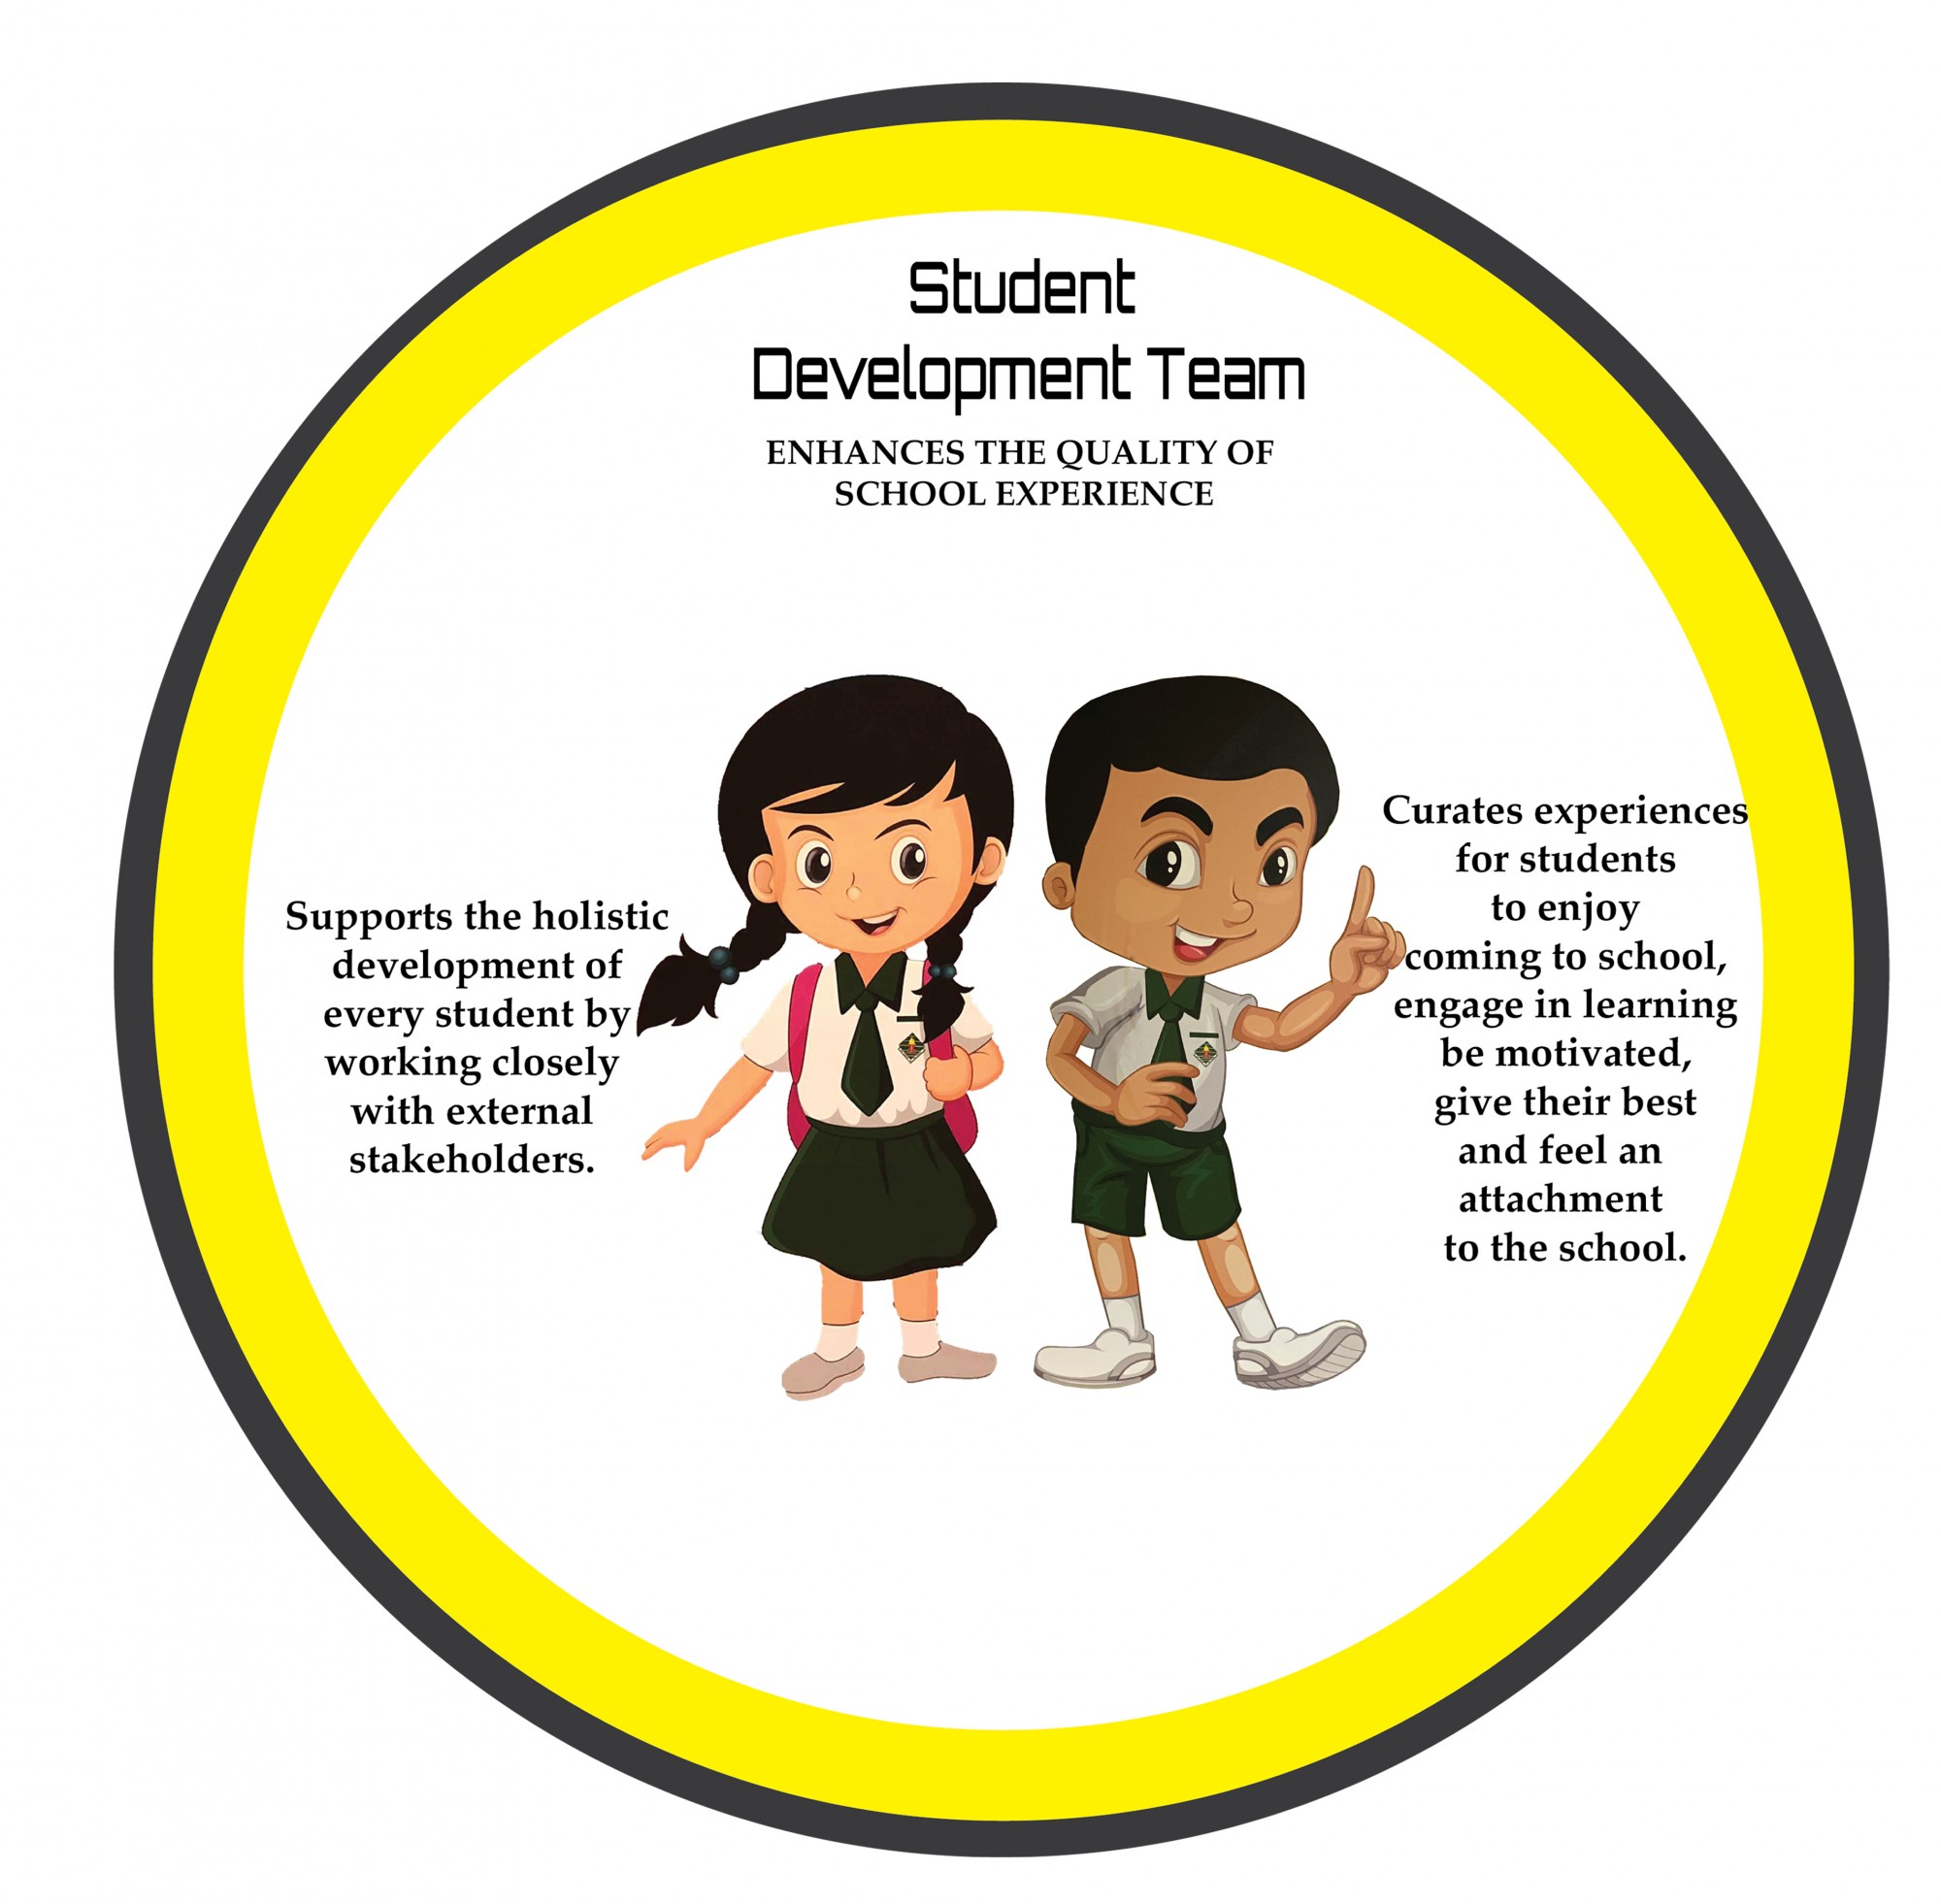 Student
Development Team
ENHANCES THE QUALITY OF
SCHOOL EXPERIENCE
Supports the holistic
development of
every student by
working closely
with external
stakeholders.
Curates experiences
for students
to enjoy
coming to school,
engage in learning
be motivated,
give their best
and feel an
attachment
to the school.